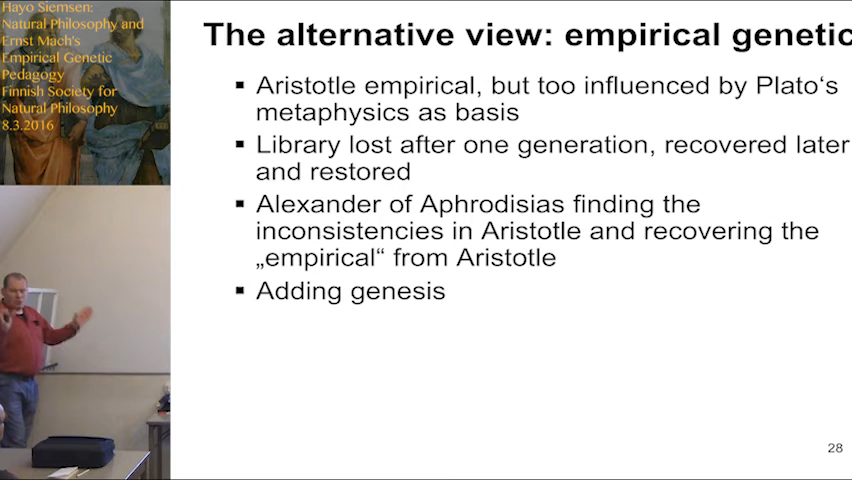 Hayo Siemsen:
Natural Philosophy and
Ernst Mach's
Empirical Genetic
Pedagogy
Finnish Society for
Natural Philosophy
8.3.2016
The alternative view: empirical genetic
▪ Aristotle empirical, but too influenced by Plato‘s
metaphysics as basis
▪ Library lost after one generation, recovered later
and restored
▪ Alexander of Aphrodisias finding the
inconsistencies in Aristotle and recovering the
„empirical“ from Aristotle
▪ Adding genesis
28